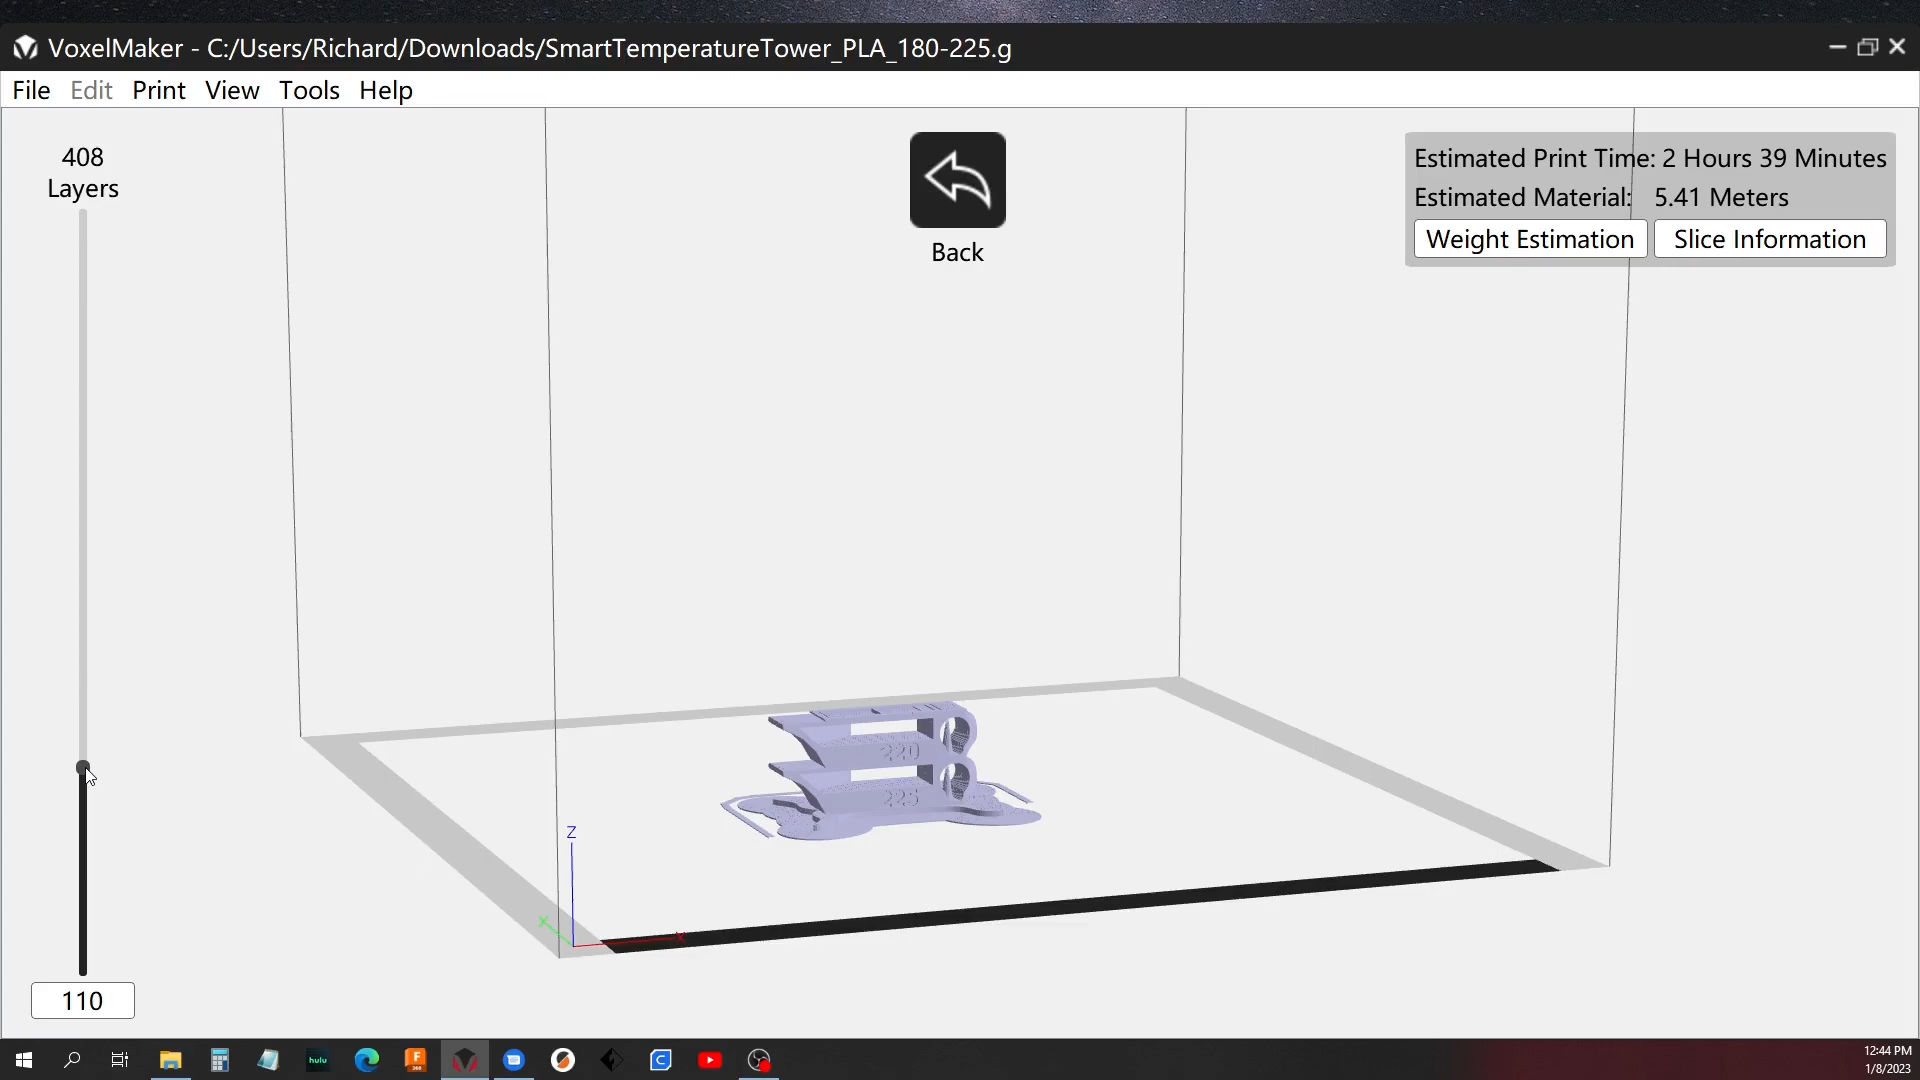 VoxelMaker - C:/Users/Richard/Downloads/SmartTemperatureTower_PLA_180-225.g
File Edit Print View Tools Help
408
Layers
Back
Estimated Print Time: 2 Hours 39 Minutes
Estimated Material: 5.41 Meters
Weight Estimation Slice Information
220
225
Z
X
X
110
hulu
F
360
C
12:44 PM
1/8/2023